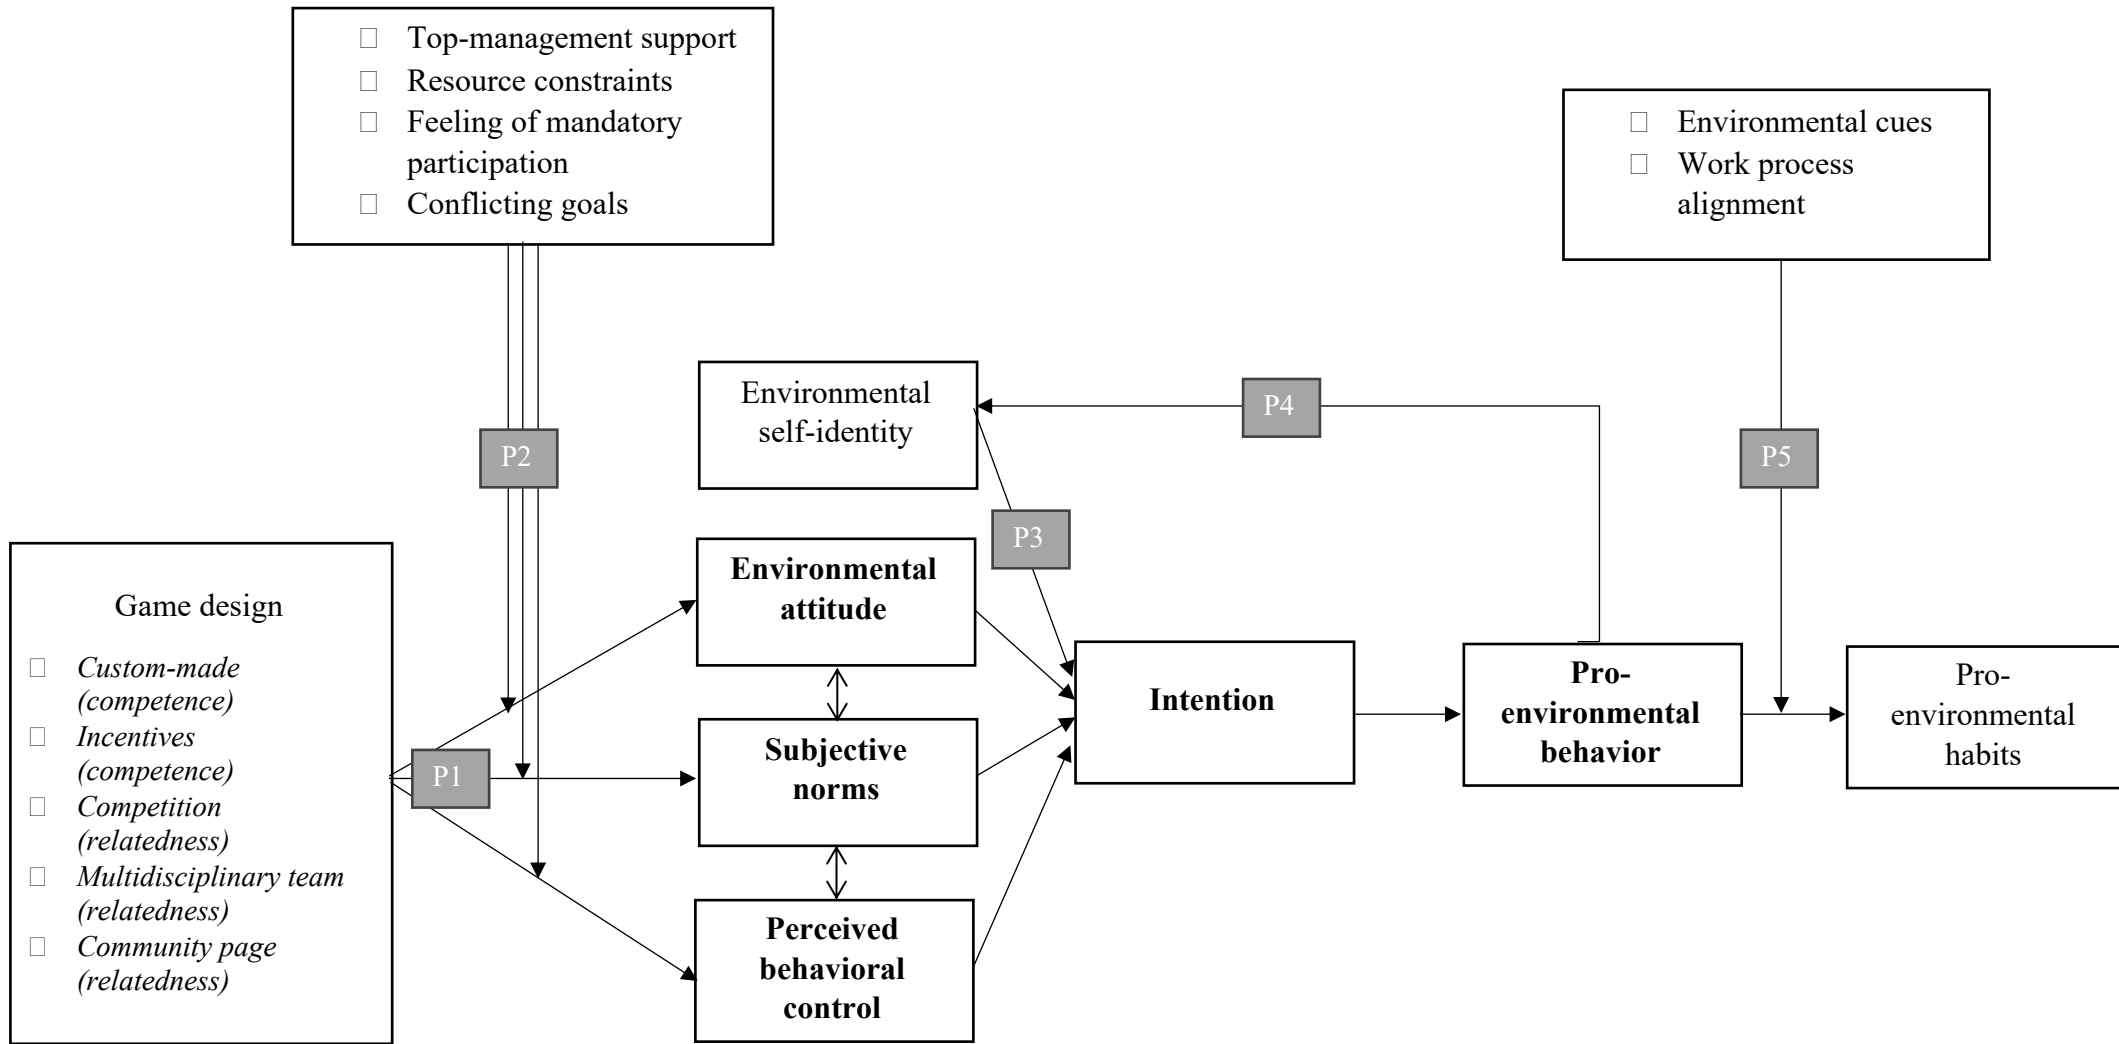 Top-management support
Resource constraints
Feeling of mandatory
participation
Conflicting goals
Environmental cues
Work process
alignment
Environmental
self-identity
P4
P2
P5
P3
Game design
Custom-made
(competence)
Incentives
(competence)
Competition
(relatedness)
Multidisciplinary team
(relatedness)
Community page
(relatedness)
P1
Environmental
attitude
Subjective
norms
Perceived
behavioral
control
Intention
Pro-
environmental
behavior
Pro-
environmental
habits